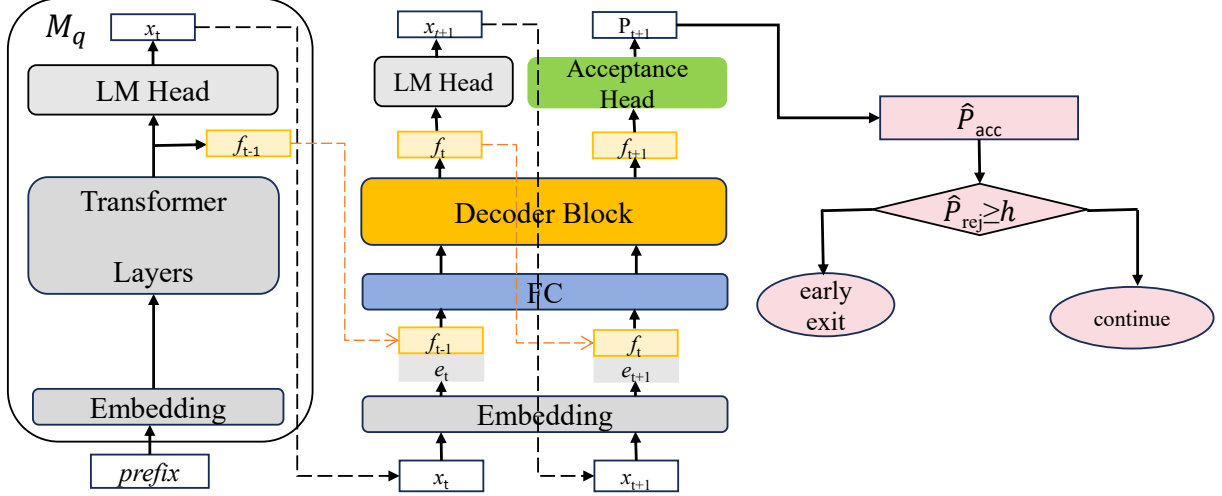 M_q
x_t
LM Head
f_{t-1}
Transformer
Layers
Embedding
prefix
x_{t+1}
LM Head
f_t
P_{t+1}
Acceptance
Head
f_{t+1}
Decoder Block
FC
f_{t-1}
e_t
f_t
e_{t+1}
Embedding
x_t
x_{t+1}
P̂_acc
P̂_rej≥h
early
exit
continue